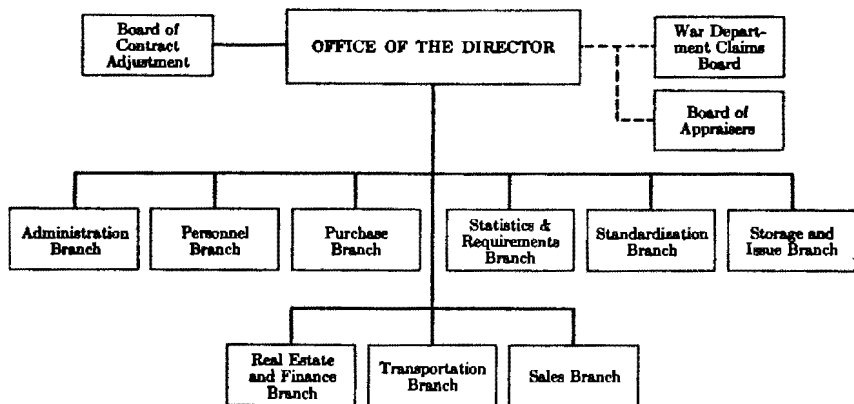 Board of
Contract
Adjustment
OFFICE OF THE DIRECTOR
War Depart-
ment Claims
Board
Board of
Appraisers
Administration
Branch
Personnel
Branch
Purchase
Branch
Statistics &
Requirements
Branch
Standardization
Branch
Storage and
Issue Branch
Real Estate
and Finance
Branch
Transportation
Branch
Sales Branch